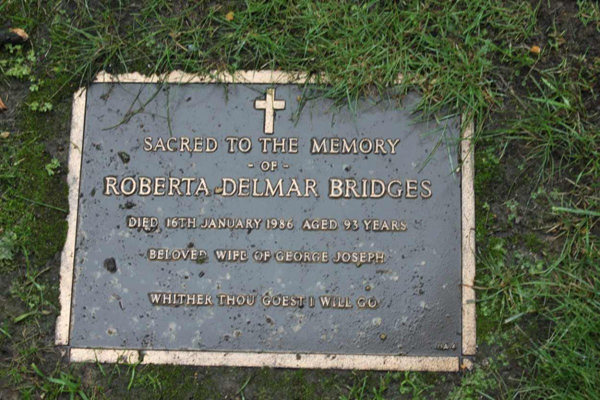 SACRED TO THE MEMORY
- OF -
ROBERTA DELMAR BRIDGES
DIED 16TH JANUARY 1986 AGED 93 YEARS
BELOVED WIFE OF GEORGE JOSEPH
WHITHER THOU GOEST I WILL GO